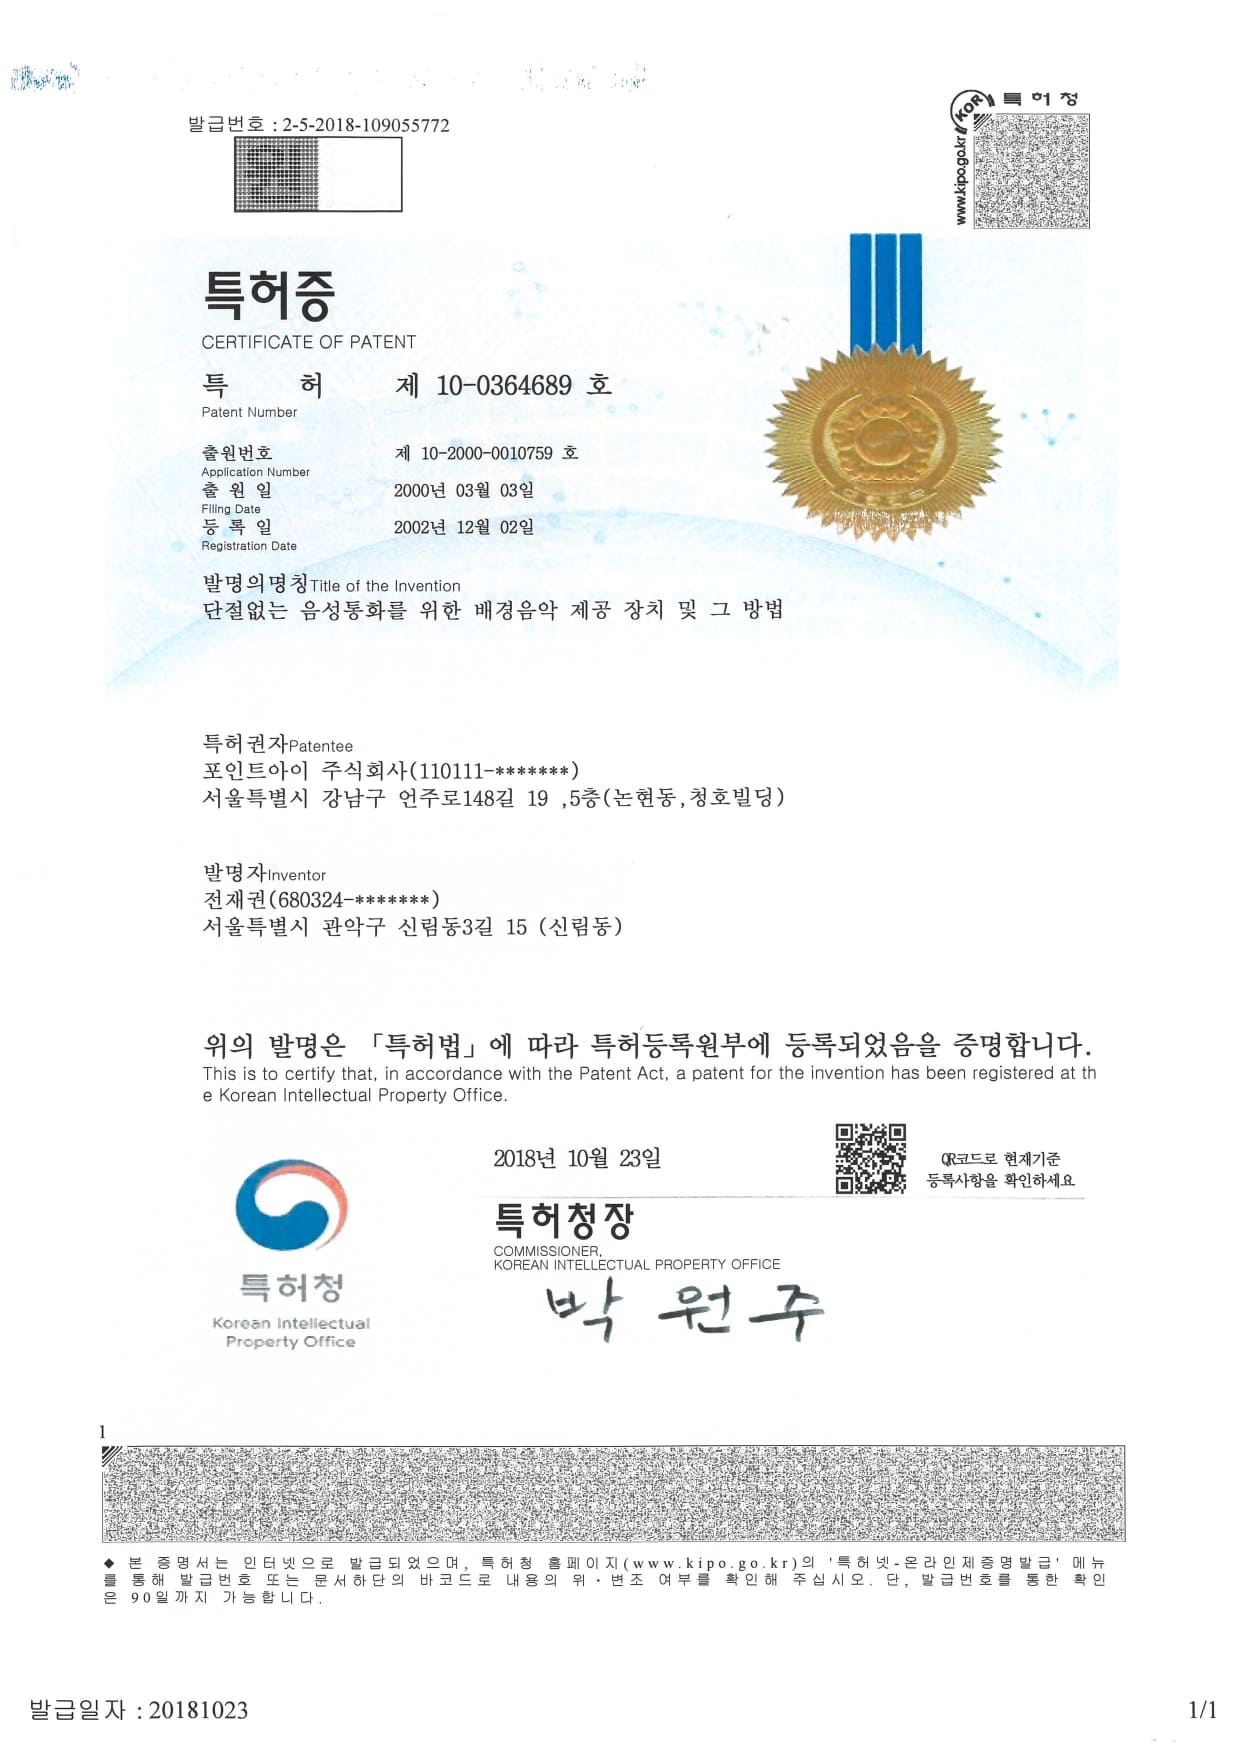 발급번호 : 2-5-2018-109055772
원
KOR 특허청
www.kipo.go.kr
특허증
CERTIFICATE OF PATENT
특 허 제 10-0364689 호
Patent Number
출원번호 제 10-2000-0010759 호
Application Number
출 원 일 2000년 03월 03일
Filing Date
등 록 일 2002년 12월 02일
Registration Date
발명의명칭Title of the Invention
단절없는 음성통화를 위한 배경음악 제공 장치 및 그 방법
특허권자Patentee
포인트아이 주식회사(110111-*******)
서울특별시 강남구 언주로148길 19 ,5층(논현동,청호빌딩)
발명자Inventor
전재권(680324-*******)
서울특별시 관악구 신림동3길 15 (신림동)
위의 발명은 「특허법」에 따라 특허등록원부에 등록되었음을 증명합니다.
This is to certify that, in accordance with the Patent Act, a patent for the invention has been registered at th
e Korean Intellectual Property Office.
2018년 10월 23일
QR코드로 현재기준
등록사항을 확인하세요
특허청장
COMMISSIONER,
KOREAN INTELLECTUAL PROPERTY OFFICE
박원주
특허청
Korean Intellectual
Property Office
1
◆ 본 증명서는 인터넷으로 발급되었으며, 특허청 홈페이지(www.kipo.go.kr)의 '특허넷-온라인제증명발급' 메뉴
를 통해 발급번호 또는 문서하단의 바코드로 내용의 위·변조 여부를 확인해 주십시오. 단, 발급번호를 통한 확인
은 90일까지 가능합니다.
발급일자 : 20181023
1/1